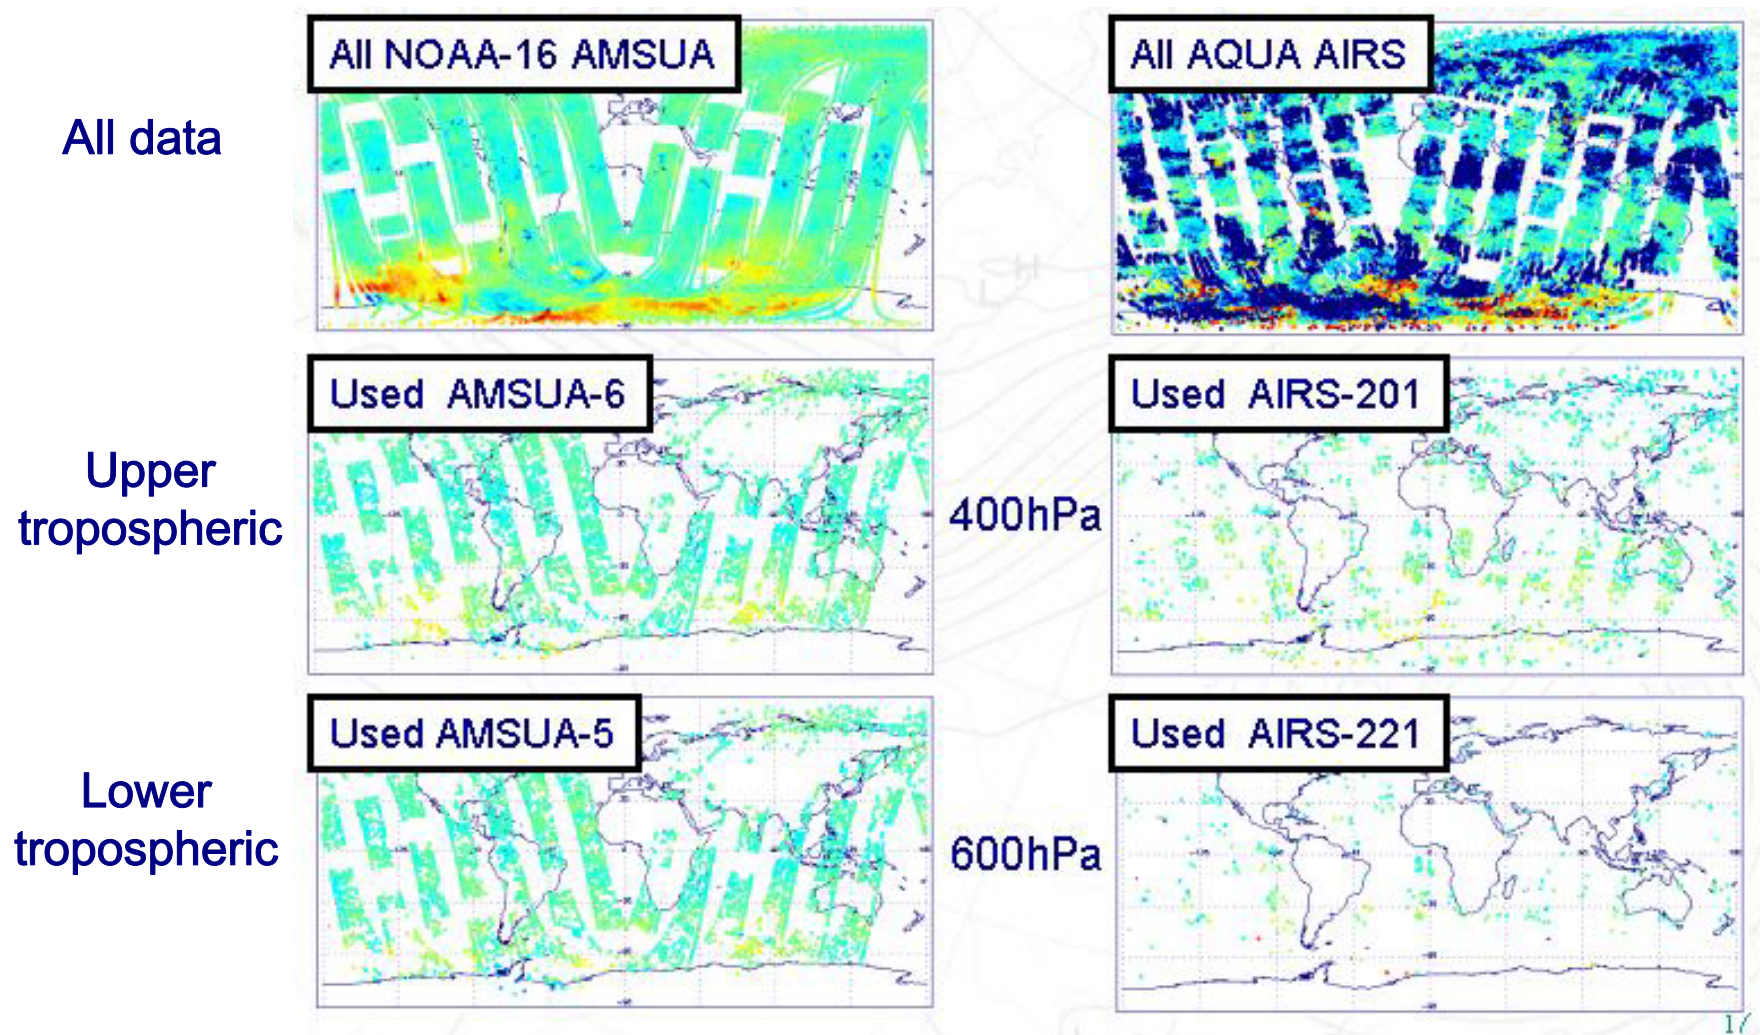 All NOAA-16 AMSUA
All AQUA AIRS
All data
Used AMSUA-6
Used AIRS-201
Upper
tropospheric
400hPa
Used AMSUA-5
Used AIRS-221
Lower
tropospheric
600hPa